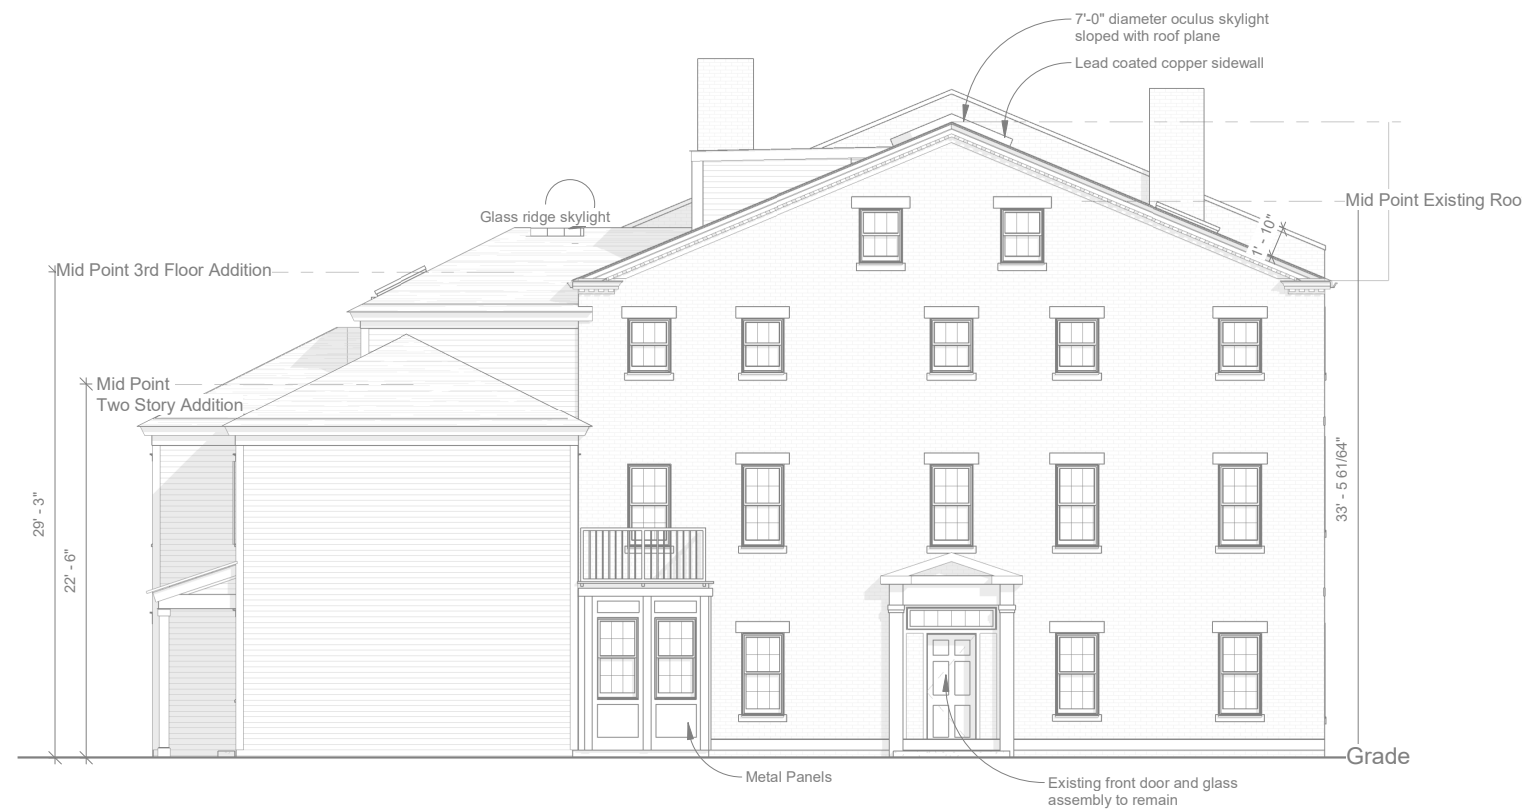 7'-0" diameter oculus skylight
sloped with roof plane
Lead coated copper sidewall
Mid Point Existing Roo
Glass ridge skylight
1' - 10"
Mid Point 3rd Floor Addition
Mid Point
Two Story Addition
29' - 3"
22' - 6"
33' - 5 61/64"
Grade
Metal Panels
Existing front door and glass
assembly to remain